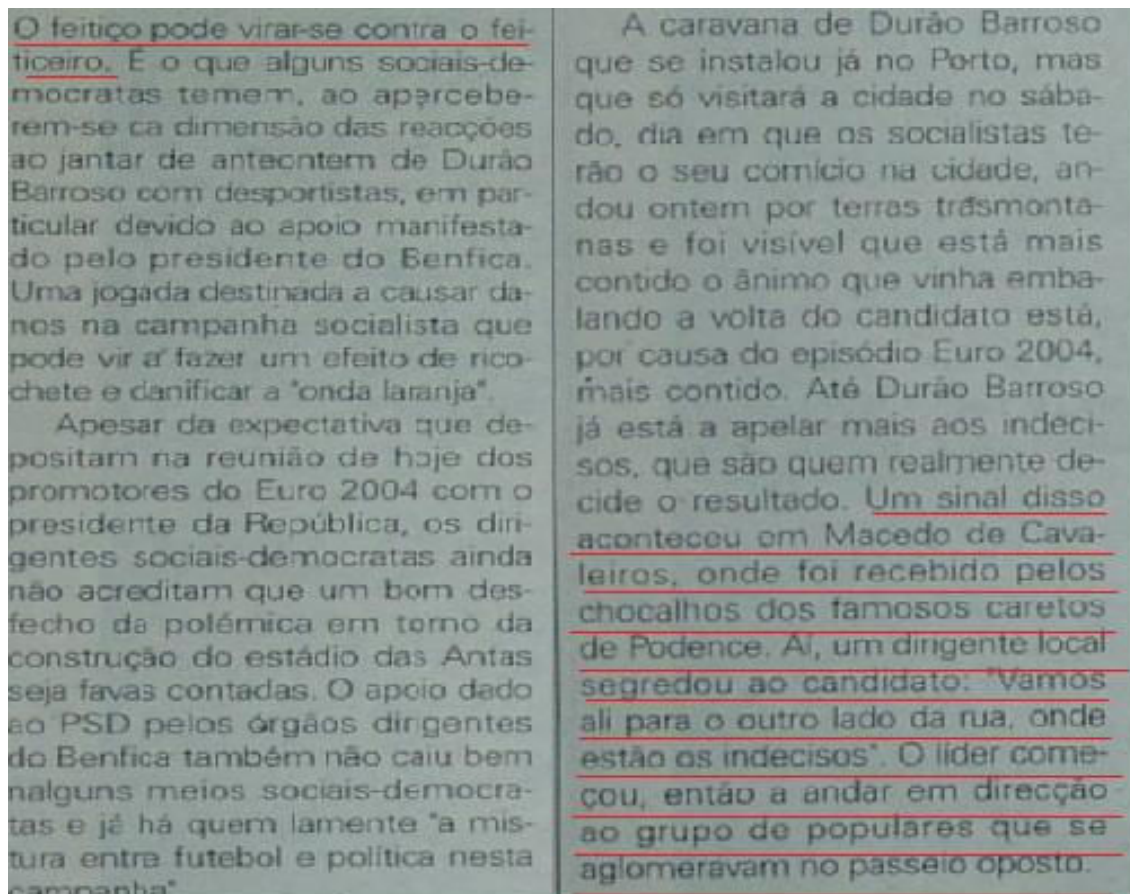 O feitiço pode virar-se contra o fei-
ticeiro. É o que alguns sociais-de-
mocratas temem, ao apercebe-
rem-se da dimensão das reacções
ao jantar de anteontem de Durão
Barroso com desportistas, em par-
ticular devido ao apoio manifesta-
do pelo presidente do Benfica.
Uma jogada destinada a causar da-
nos na campanha socialista que
pode vir a fazer um efeito de rico-
chete e danificar a "onda laranja".
Apesar da expectativa que de-
positam na reunião de hoje dos
promotores do Euro 2004 com o
presidente da República, os diri-
gentes sociais-democratas ainda
não acreditam que um bom des-
fecho da polémica em torno da
construção do estádio das Antas
seja favas contadas. O apoio dado
ao PSD pelos órgãos dirigentes
do Benfica também não caiu bem
nalguns meios sociais-democra-
tas e já há quem lamente "a mis-
tura entre futebol e política nesta
campanha"
A caravana de Durão Barroso
que se instalou já no Porto, mas
que só visitará a cidade no sába-
do, dia em que os socialistas te-
rão o seu comício na cidade, an-
dou ontem por terras trasmonta-
nas e foi visível que está mais
contido o ânimo que vinha emba-
lando a volta do candidato está,
por causa do episódio Euro 2004,
mais contido. Até Durão Barroso
já está a apelar mais aos indeci-
sos, que são quem realmente de-
cide o resultado. Um sinal disso
aconteceu em Macedo de Cava-
leiros, onde foi recebido pelos
chocalhos dos famosos caretos
de Podence. Aí, um dirigente local
segredou ao candidato: "Vamos
ali para o outro lado da rua, onde
estão os indecisos". O líder come-
çou, então a andar em direcção
ao grupo de populares que se
aglomeravam no passeio oposto.